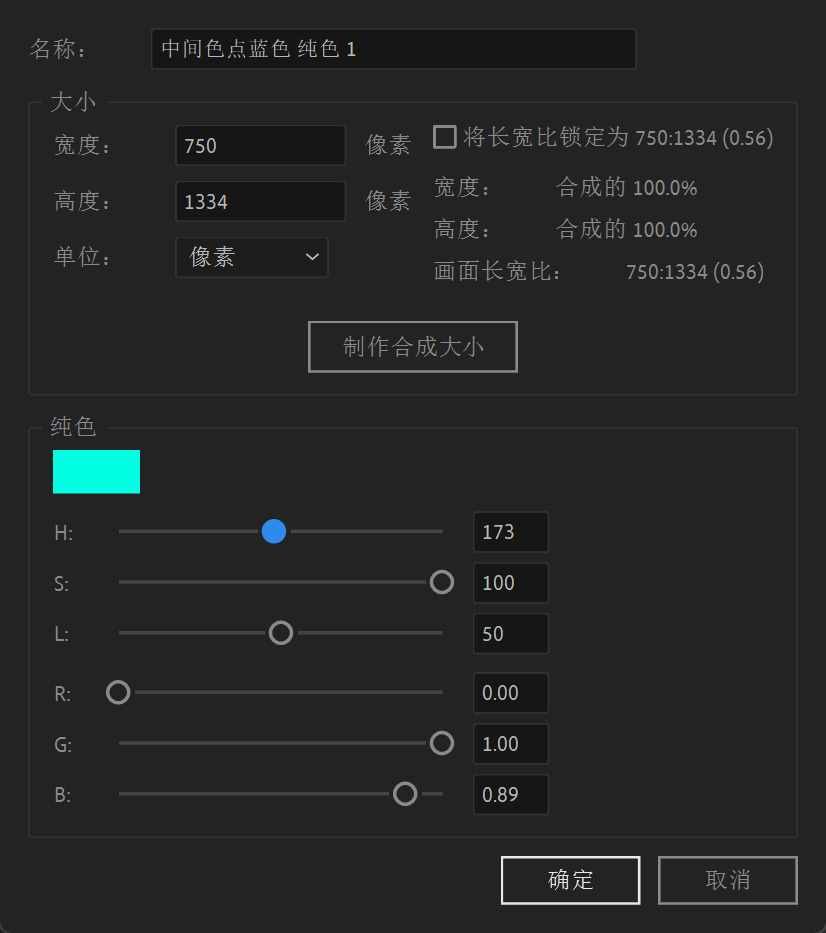 名称： 中间色点蓝色 纯色 1
大小
宽度： 750 像素
将长宽比锁定为 750:1334 (0.56)
高度： 1334 像素
宽度： 合成的 100.0%
高度： 合成的 100.0%
单位： 像素
画面长宽比： 750:1334 (0.56)
制作合成大小
纯色
H: 173
S: 100
L: 50
R: 0.00
G: 1.00
B: 0.89
确定 取消